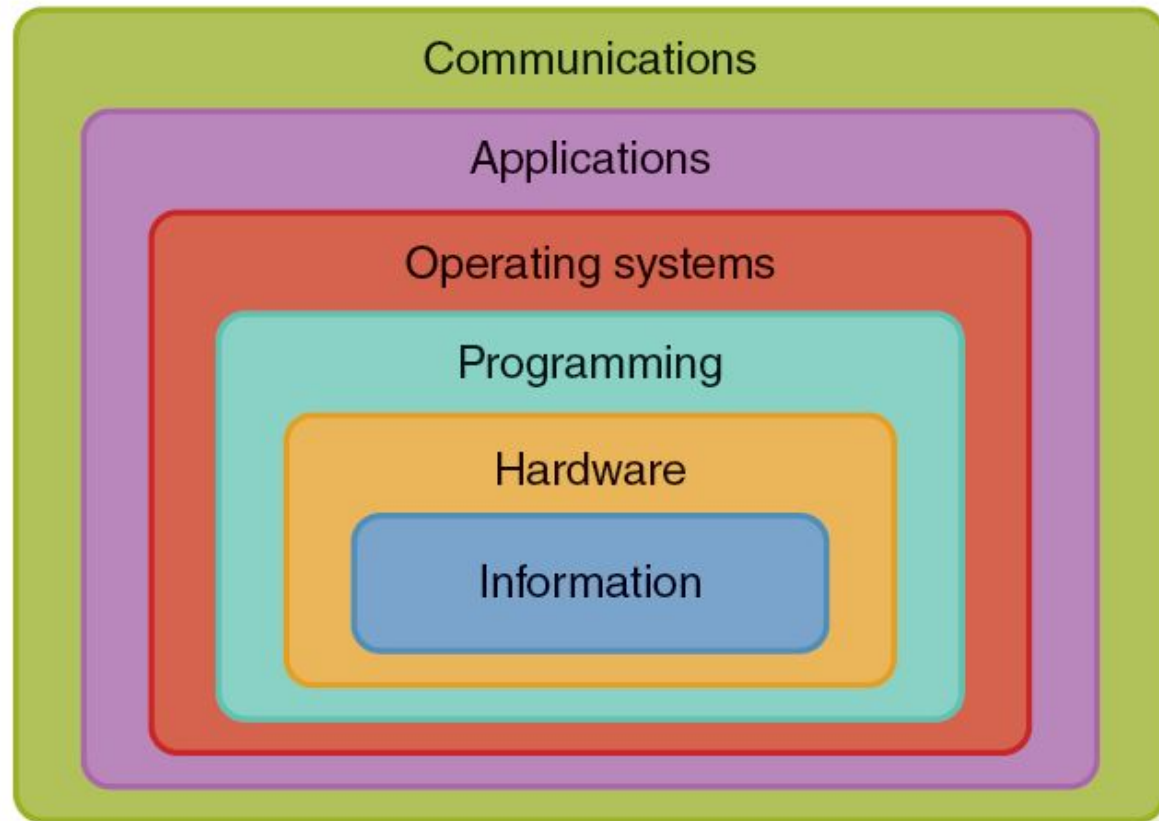 Communications
Applications
Operating systems
Programming
Hardware
Information